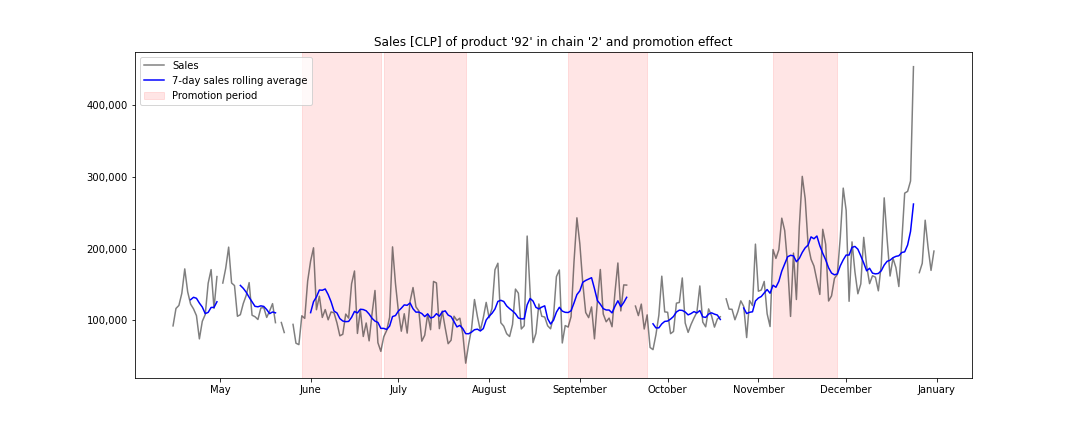 Sales [CLP] of product '92' in chain '2' and promotion effect
Sales
7-day sales rolling average
Promotion period
400,000
300,000
200,000
100,000
May June July August September October November December January